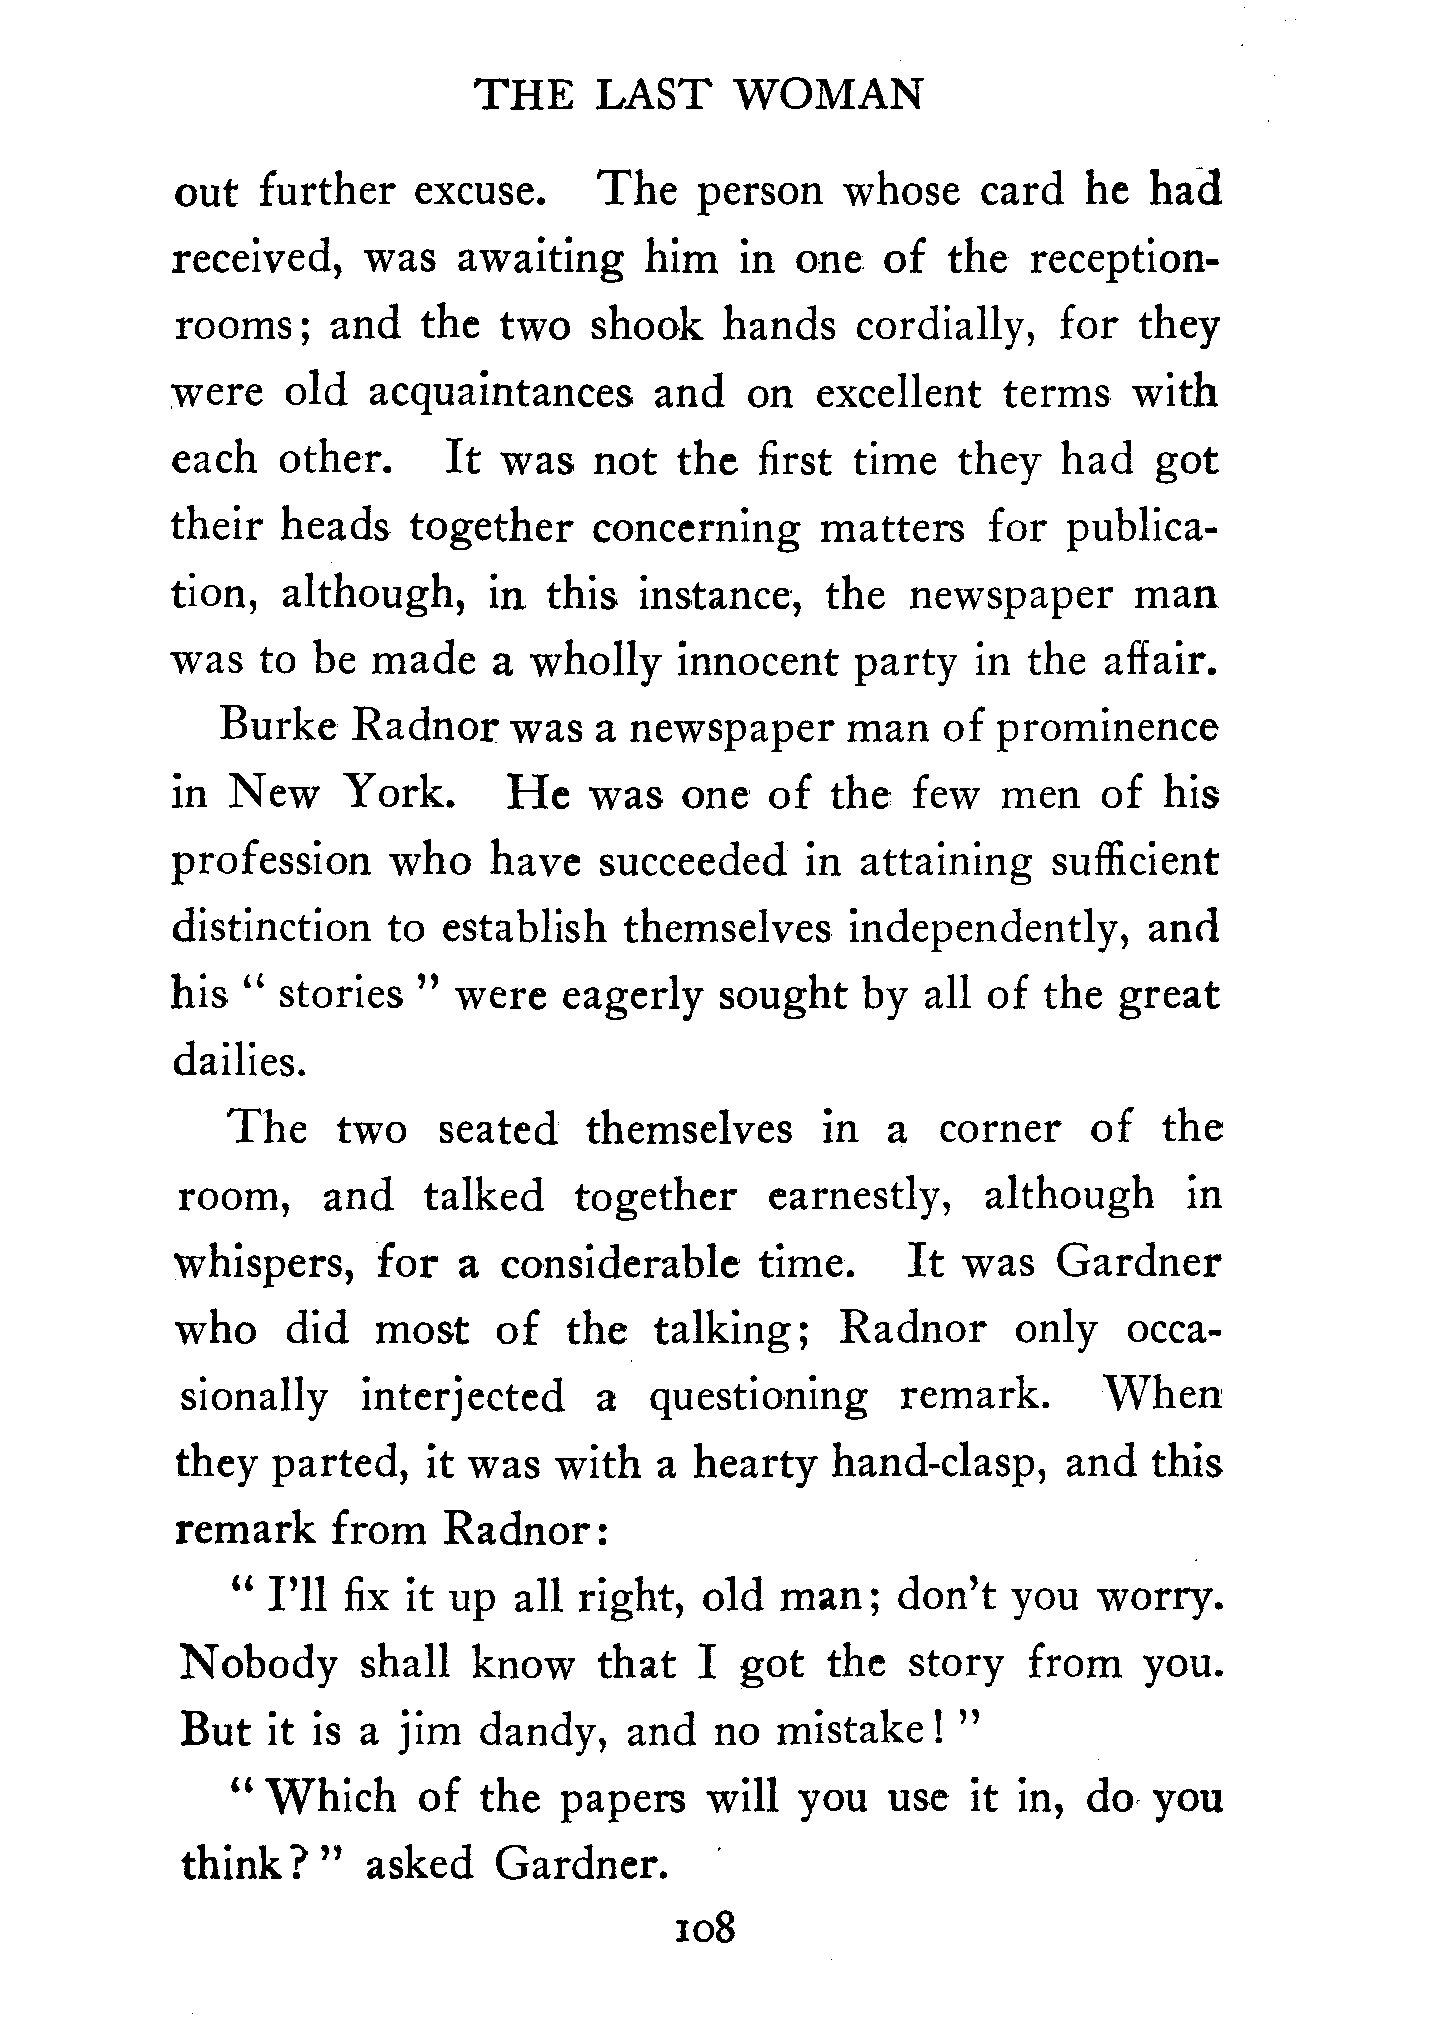 THE LAST WOMAN
out further excuse. The person whose card he had
received, was awaiting him in one of the reception-
rooms; and the two shook hands cordially, for they
were old acquaintances and on excellent terms with
each other. It was not the first time they had got
their heads together concerning matters for publica-
tion, although, in this instance, the newspaper man
was to be made a wholly innocent party in the affair.
Burke Radnor was a newspaper man of prominence
in New York. He was one of the few men of his
profession who have succeeded in attaining sufficient
distinction to establish themselves independently, and
his " stories " were eagerly sought by all of the great
dailies.
The two seated themselves in a corner of the
room, and talked together earnestly, although in
whispers, for a considerable time. It was Gardner
who did most of the talking; Radnor only occa-
sionally interjected a questioning remark. When
they parted, it was with a hearty hand-clasp, and this
remark from Radnor:
" I'll fix it up all right, old man; don't you worry.
Nobody shall know that I got the story from you.
But it is a jim dandy, and no mistake! "
" Which of the papers will you use it in, do you
think? " asked Gardner.
108